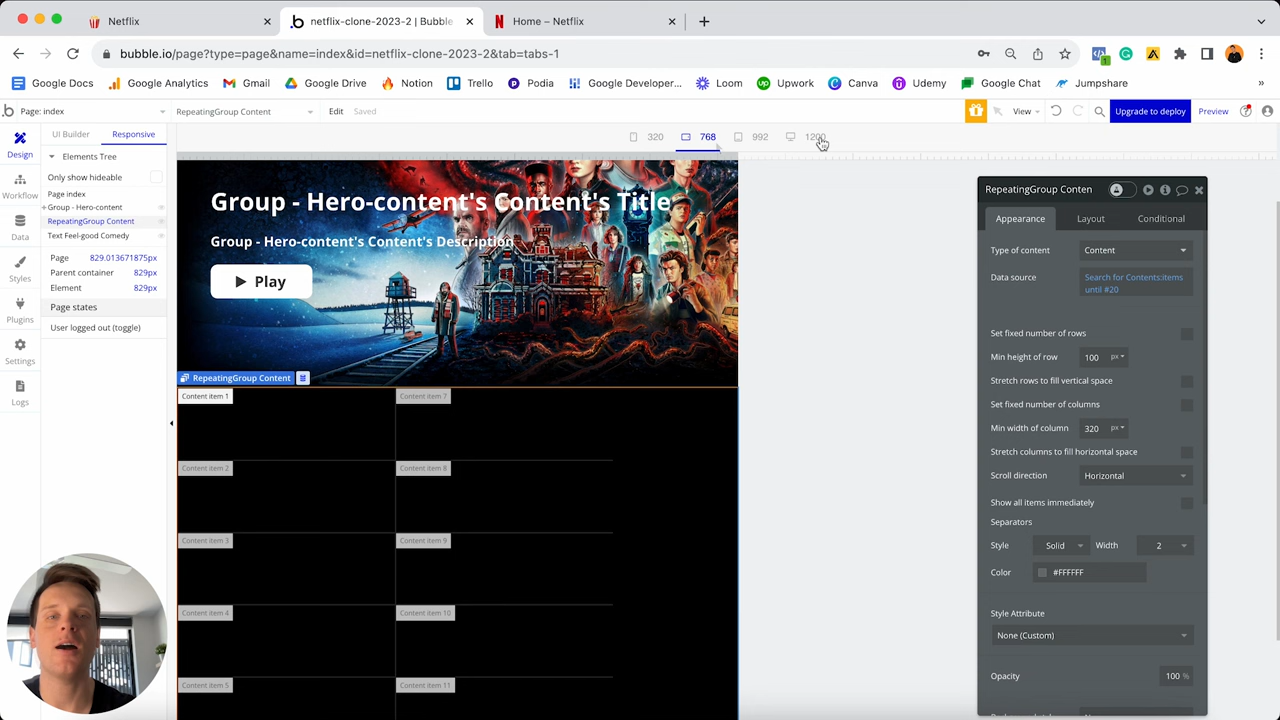 Netflix
netflix-clone-2023-2 | Bubble
Home – Netflix
bubble.io/page?type=page&name=index&id=netflix-clone-2023-2&tab=tabs-1
Google Docs
Google Analytics
Gmail
Google Drive
Notion
Trello
Podia
Google Developer...
Loom
Upwork
Canva
Udemy
Google Chat
Jumpshare
Page: index
RepeatingGroup Content
Edit
Saved
View
Upgrade to deploy
Preview
Design
Workflow
Data
Styles
Plugins
Settings
Logs
UI Builder
Responsive
Elements Tree
Only show hideable
Page index
Group - Hero-content
RepeatingGroup Content
Text Feel-good Comedy
Page 829.013671875px
Parent container 829px
Element 829px
Page states
User logged out (toggle)
320
768
992
1200
Group - Hero-content's Content's Title
Group - Hero-content's Content's Description
Play
RepeatingGroup Content
Content item 1
Content item 7
Content item 2
Content item 8
Content item 3
Content item 9
Content item 4
Content item 10
Content item 5
Content item 11
RepeatingGroup Conten
Appearance
Layout
Conditional
Type of content Content
Data source Search for Contents:items
until #20
Set fixed number of rows
Min height of row 100 px
Stretch rows to fill vertical space
Set fixed number of columns
Min width of column 320 px
Stretch columns to fill horizontal space
Scroll direction Horizontal
Show all items immediately
Separators
Style Solid Width 2
Color #FFFFFF
Style Attribute
None (Custom)
Opacity 100 %